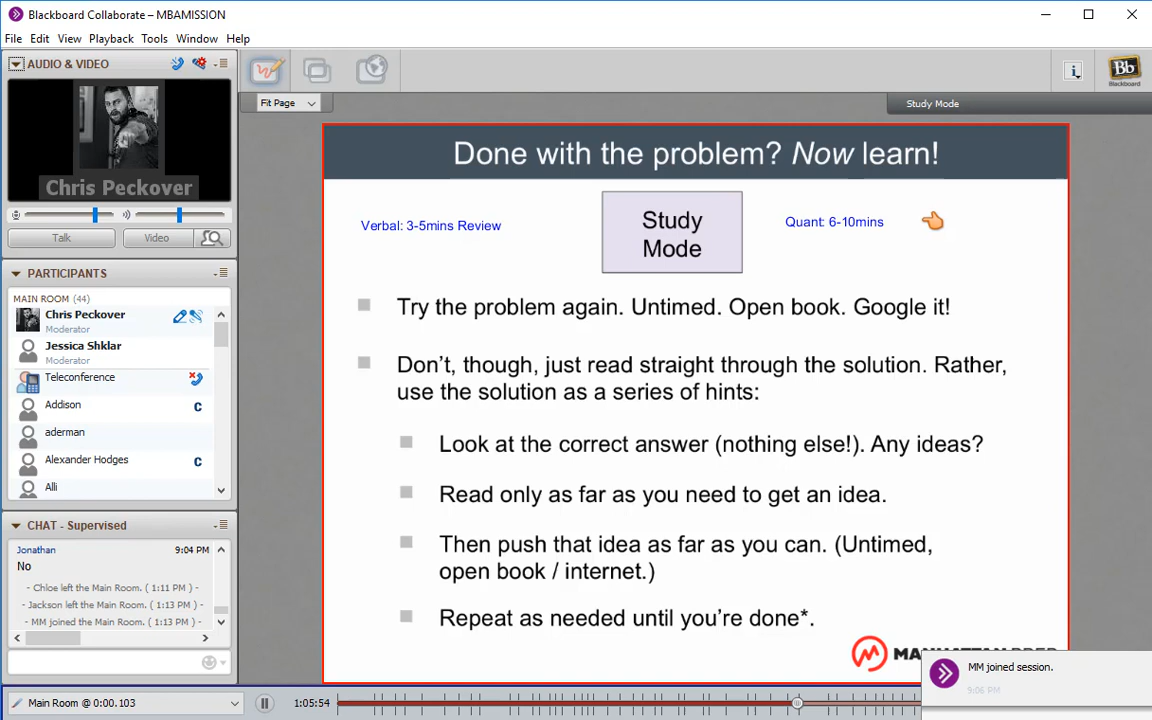 Blackboard Collaborate – MBAMISSION
File Edit View Playback Tools Window Help
AUDIO & VIDEO
Chris Peckover
Talk
Video
PARTICIPANTS
MAIN ROOM (44)
Chris Peckover
Moderator
Jessica Shklar
Moderator
Teleconference
Addison C
aderman
Alexander Hodges C
Alli
CHAT - Supervised
Jonathan 9:04 PM
No
- Chloe left the Main Room. ( 1:11 PM ) -
- Jackson left the Main Room. ( 1:13 PM ) -
- MM joined the Main Room. ( 1:13 PM ) -
Main Room @ 0:00.103
1:05:54
Fit Page
i
Bb
Blackboard
Study Mode
Done with the problem? Now learn!
Verbal: 3-5mins Review
Study
Mode
Quant: 6-10mins
Try the problem again. Untimed. Open book. Google it!
Don't, though, just read straight through the solution. Rather,
use the solution as a series of hints:
Look at the correct answer (nothing else!). Any ideas?
Read only as far as you need to get an idea.
Then push that idea as far as you can. (Untimed,
open book / internet.)
Repeat as needed until you're done*.
MANHATTAN PREP
MM joined session.
9:06 PM